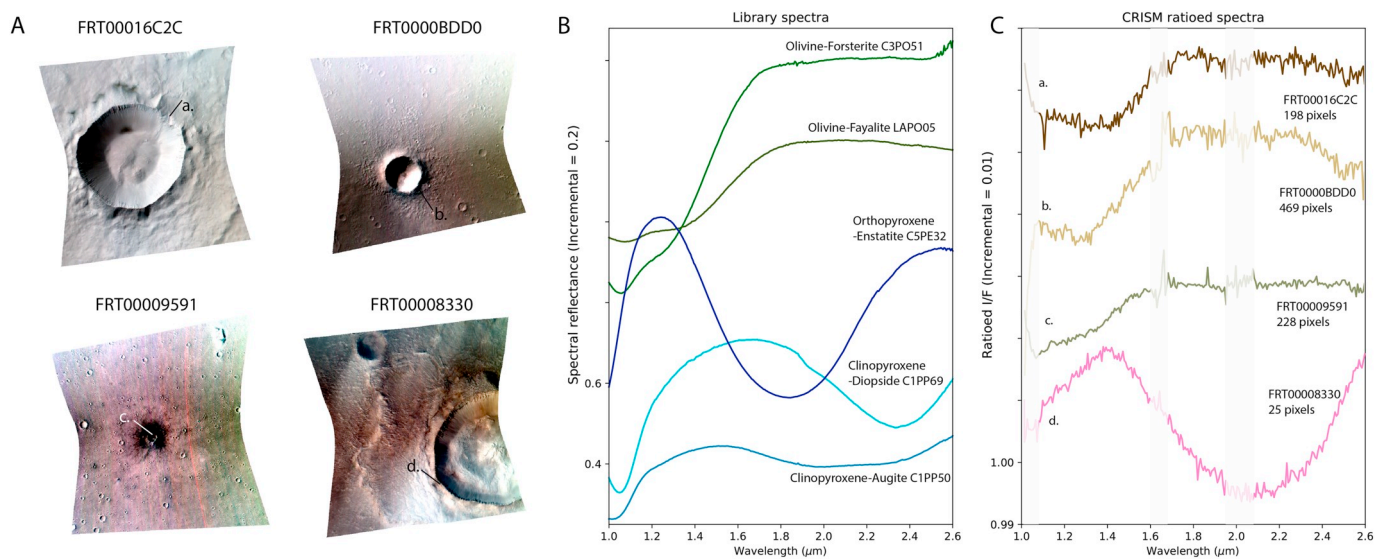 A
FRT00016C2C
a.
FRT0000BDD0
b.
FRT00009591
c.
FRT00008330
d.
B
Library spectra
Spectral reflectance (Incremental = 0.2)
0.6
0.4
Olivine-Forsterite C3PO51
Olivine-Fayalite LAPO05
Orthopyroxene
-Enstatite C5PE32
Clinopyroxene
-Diopside C1PP69
Clinopyroxene-Augite C1PP50
1.0 1.2 1.4 1.6 1.8 2.0 2.2 2.4 2.6
Wavelength (μm)
C
CRISM ratioed spectra
Ratioed I/F (Incremental = 0.01)
1.00
0.99
a.
FRT00016C2C
198 pixels
b.
FRT0000BDD0
469 pixels
c.
FRT00009591
228 pixels
d.
FRT00008330
25 pixels
1.0 1.2 1.4 1.6 1.8 2.0 2.2 2.4 2.6
Wavelength (μm)